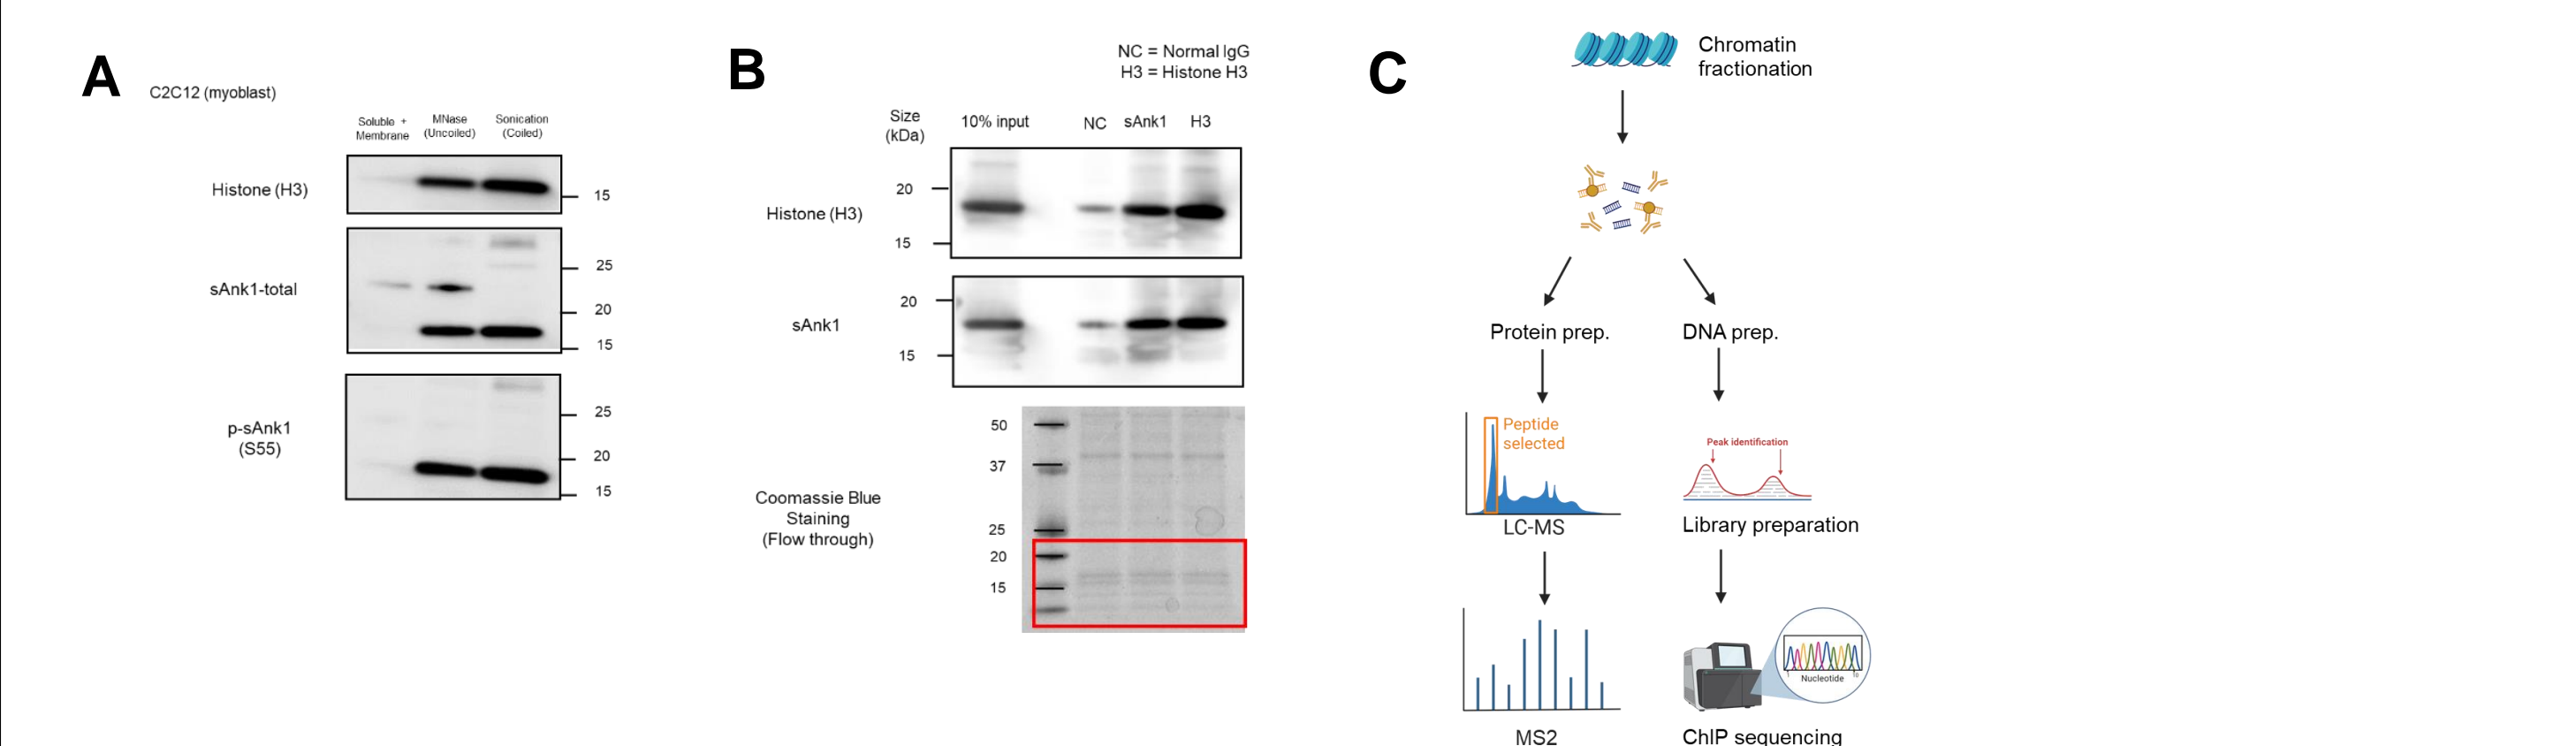 A
C2C12 (myoblast)
Soluble +
Membrane
MNase
(Uncoiled)
Sonication
(Coiled)
Histone (H3)
15
sAnk1-total
25
20
15
p-sAnk1
(S55)
25
20
15
B
NC = Normal IgG
H3 = Histone H3
Size
(kDa)
10% input
NC
sAnk1
H3
Histone (H3)
20
15
sAnk1
20
15
Coomassie Blue
Staining
(Flow through)
50
37
25
20
15
C
Chromatin
fractionation
Protein prep.
DNA prep.
Peptide
selected
LC-MS
Peak identification
Library preparation
MS2
Nucleotide
ChIP sequencing